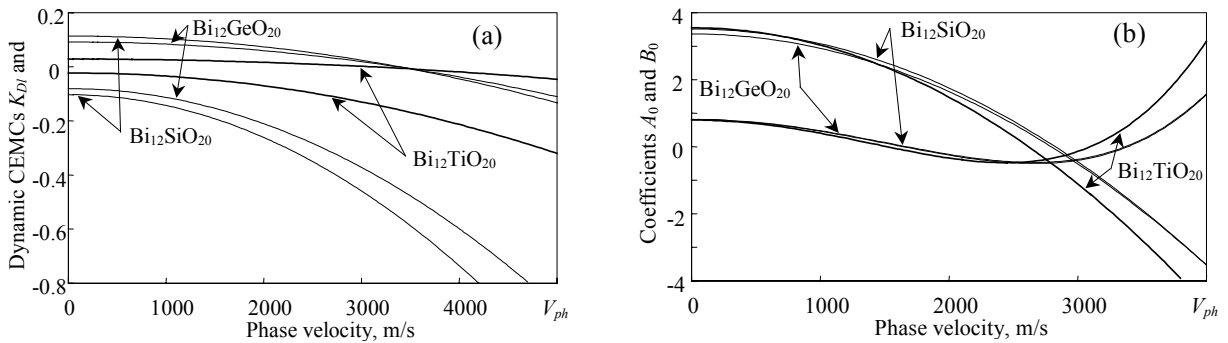 Dynamic CEMCs K_Dl and
0.2
0
-0.2
-0.4
-0.6
-0.8
Bi₁₂GeO₂₀
(a)
Bi₁₂SiO₂₀
Bi₁₂TiO₂₀
0 1000 2000 3000 4000 V_ph
Phase velocity, m/s
Coefficients A₀ and B₀
4
2
0
-2
-4
Bi₁₂SiO₂₀
(b)
Bi₁₂GeO₂₀
Bi₁₂TiO₂₀
0 1000 2000 3000 V_ph
Phase velocity, m/s